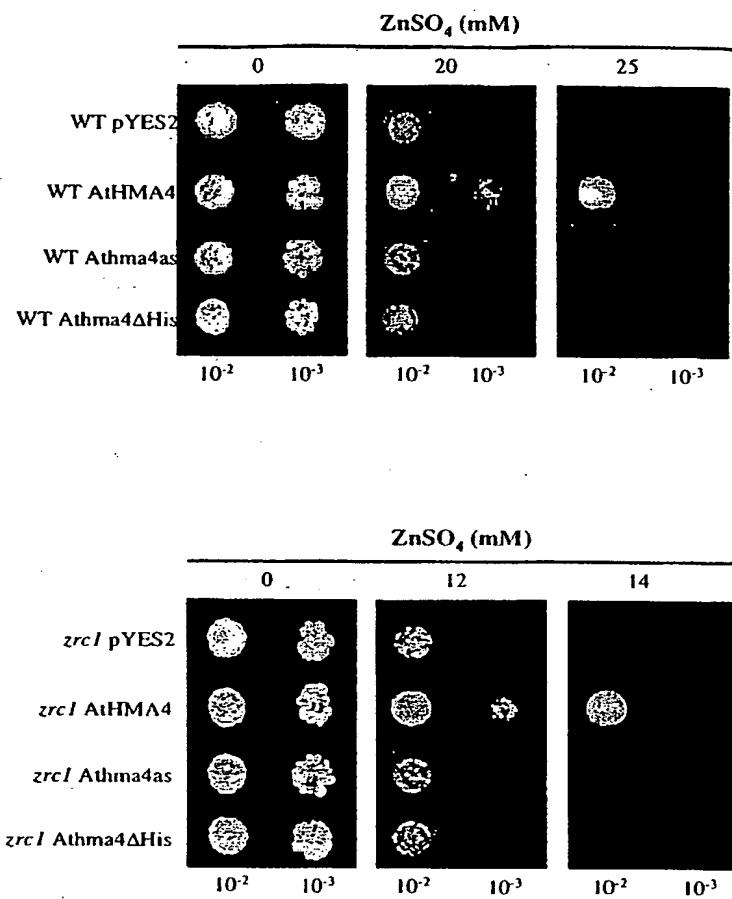 ZnSO₄ (mM)
0 20 25
WT pYES2
WT AtHMA4
WT Athma4as
WT Athma4ΔHis
10⁻² 10⁻³ 10⁻² 10⁻³ 10⁻² 10⁻³
ZnSO₄ (mM)
0 12 14
zrc1 pYES2
zrc1 AtHMA4
zrc1 Athma4as
zrc1 Athma4ΔHis
10⁻² 10⁻³ 10⁻² 10⁻³ 10⁻² 10⁻³